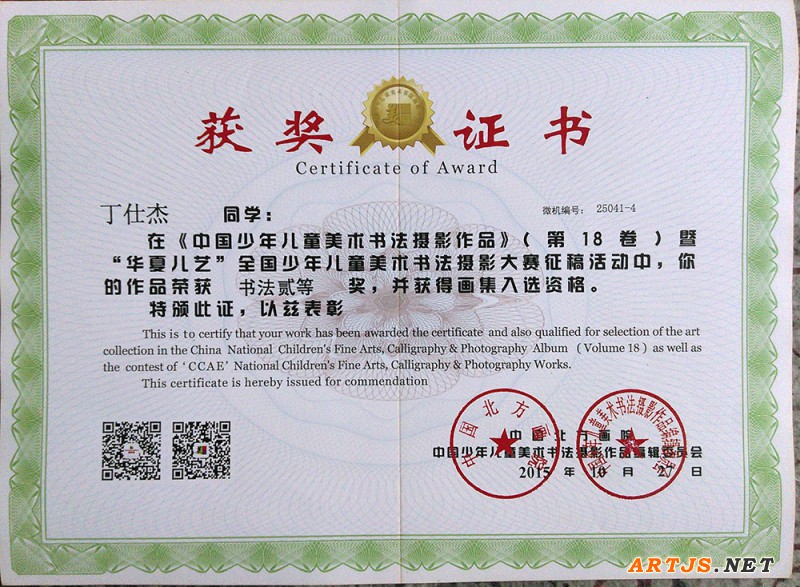 获奖证书
Certificate of Award
丁仕杰 同学：
微机编号： 25041-4
在《中国少年儿童美术书法摄影作品》（第18卷）暨
“华夏儿艺”全国少年儿童美术书法摄影大赛征稿活动中，你
的作品荣获 书法贰等 奖，并获得画集入选资格。
特颁此证，以兹表彰
This is to certify that your work has been awarded the certificate and also qualified for selection of the art
collection in the China National Children's Fine Arts, Calligraphy & Photography Album （Volume 18）as well as
the contest of ‘CCAE’ National Children's Fine Arts, Calligraphy & Photography Works.
This certificate is hereby issued for commendation
中国北方画院
中国少年儿童美术书法摄影作品编辑委员会
2015 年 10 月 27 日
中国北方画院
ARTJS.NET